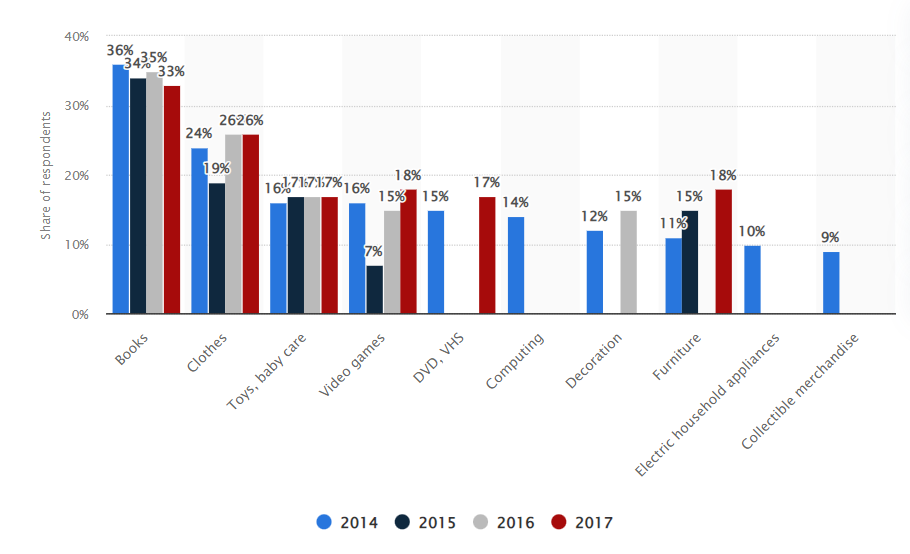 40%
30%
20%
10%
0%
Share of respondents
36%
34%
35%
33%
24%
19%
26%
26%
16%
17%
17%
17%
16%
7%
15%
18%
15%
17%
14%
12%
15%
11%
15%
18%
10%
9%
Books
Clothes
Toys, baby care
Video games
DVD, VHS
Computing
Decoration
Furniture
Electric household appliances
Collectible merchandise
2014 2015 2016 2017